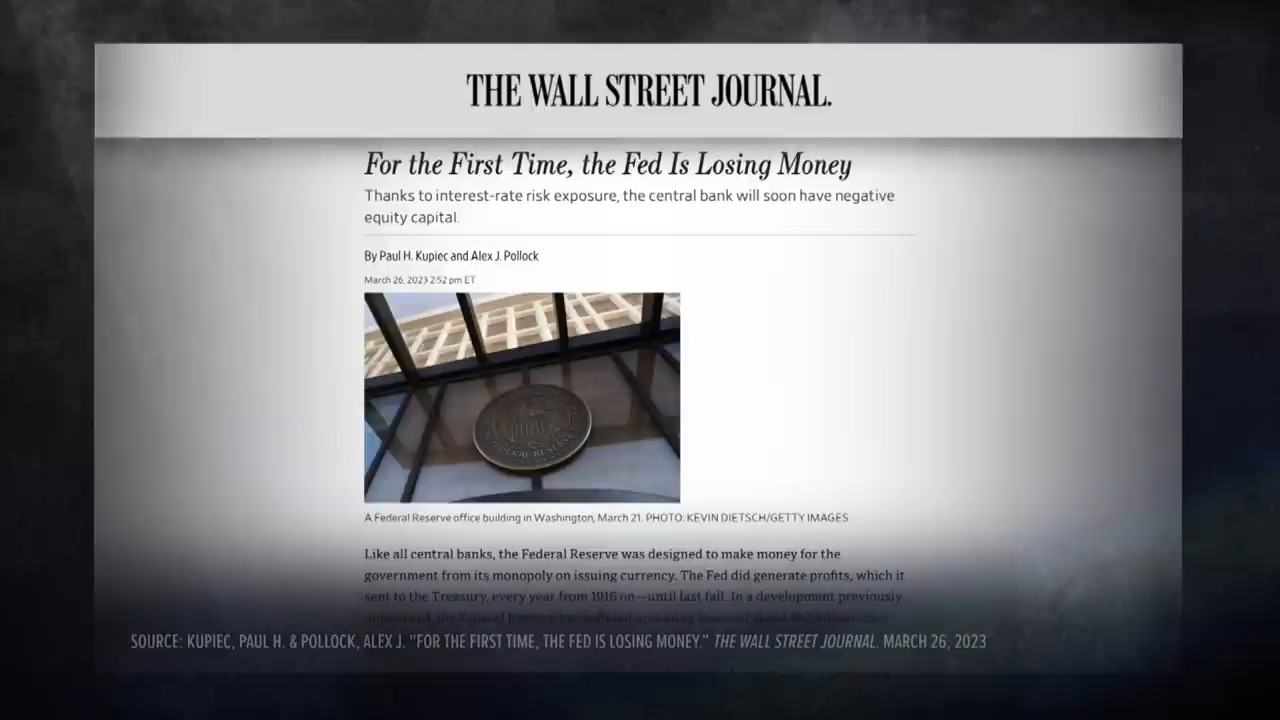 THE WALL STREET JOURNAL.
For the First Time, the Fed Is Losing Money
Thanks to interest-rate risk exposure, the central bank will soon have negative
equity capital.
By Paul H. Kupiec and Alex J. Pollock
March 26, 2023 2:52 pm ET
FEDERAL RESERVE
A Federal Reserve office building in Washington, March 21. PHOTO: KEVIN DIETSCH/GETTY IMAGES
Like all central banks, the Federal Reserve was designed to make money for the
government from its monopoly on issuing currency. The Fed did generate profits, which it
sent to the Treasury, every year from 1916 on—until last fall. In a development previously
the Federal Reserve has
SOURCE: KUPIEC, PAUL H. & POLLOCK, ALEX J. "FOR THE FIRST TIME, THE FED IS LOSING MONEY." THE WALL STREET JOURNAL. MARCH 26, 2023